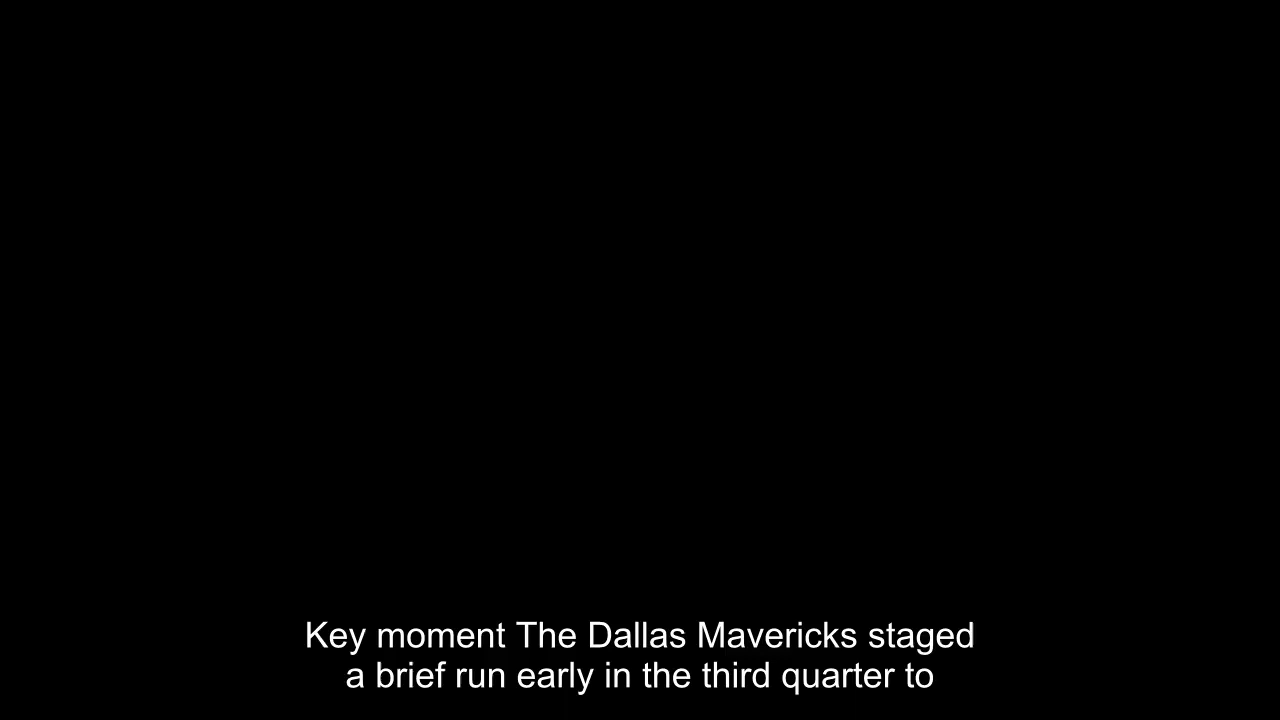 Key moment The Dallas Mavericks staged
a brief run early in the third quarter to